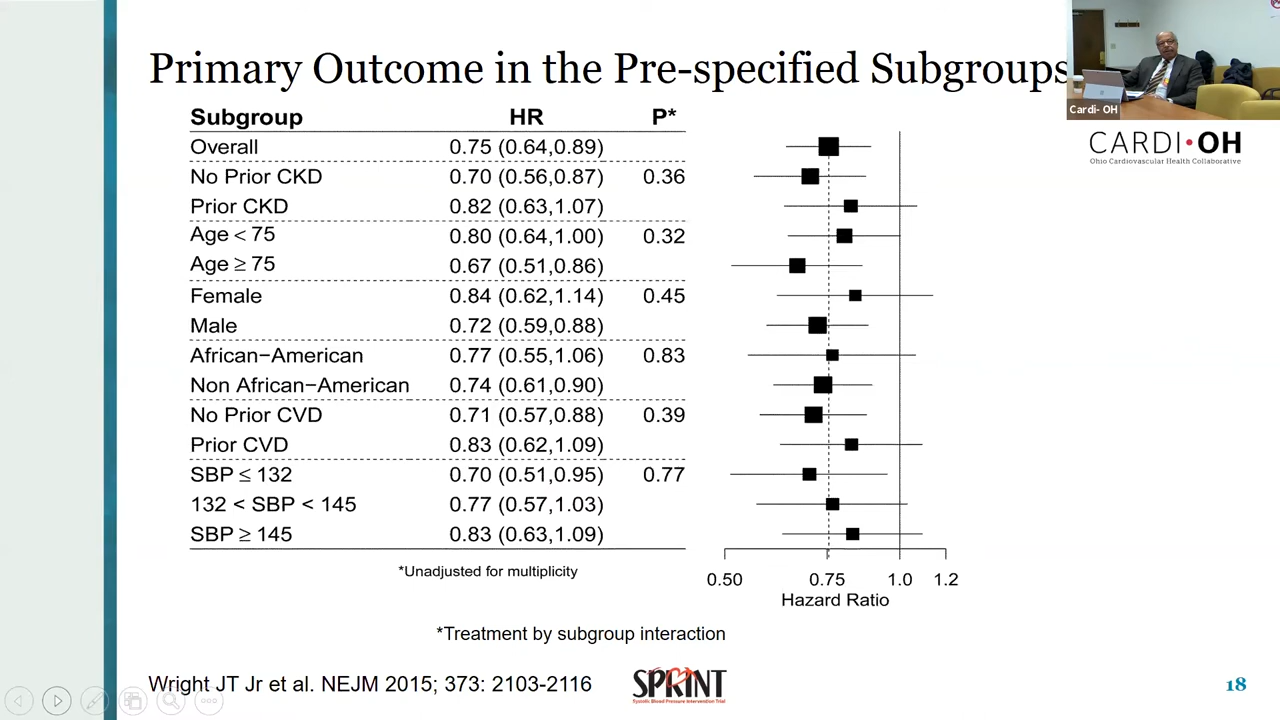 Primary Outcome in the Pre-specified Subgroups
Cardi- OH
CARDI•OH
Ohio Cardiovascular Health Collaborative
Subgroup HR P*
Overall 0.75 (0.64,0.89)
No Prior CKD 0.70 (0.56,0.87) 0.36
Prior CKD 0.82 (0.63,1.07)
Age < 75 0.80 (0.64,1.00) 0.32
Age ≥ 75 0.67 (0.51,0.86)
Female 0.84 (0.62,1.14) 0.45
Male 0.72 (0.59,0.88)
African−American 0.77 (0.55,1.06) 0.83
Non African−American 0.74 (0.61,0.90)
No Prior CVD 0.71 (0.57,0.88) 0.39
Prior CVD 0.83 (0.62,1.09)
SBP ≤ 132 0.70 (0.51,0.95) 0.77
132 < SBP < 145 0.77 (0.57,1.03)
SBP ≥ 145 0.83 (0.63,1.09)
0.50 0.75 1.0 1.2
Hazard Ratio
*Unadjusted for multiplicity
*Treatment by subgroup interaction
Wright JT Jr et al. NEJM 2015; 373: 2103-2116
SPRINT
Systolic Blood Pressure Intervention Trial
18